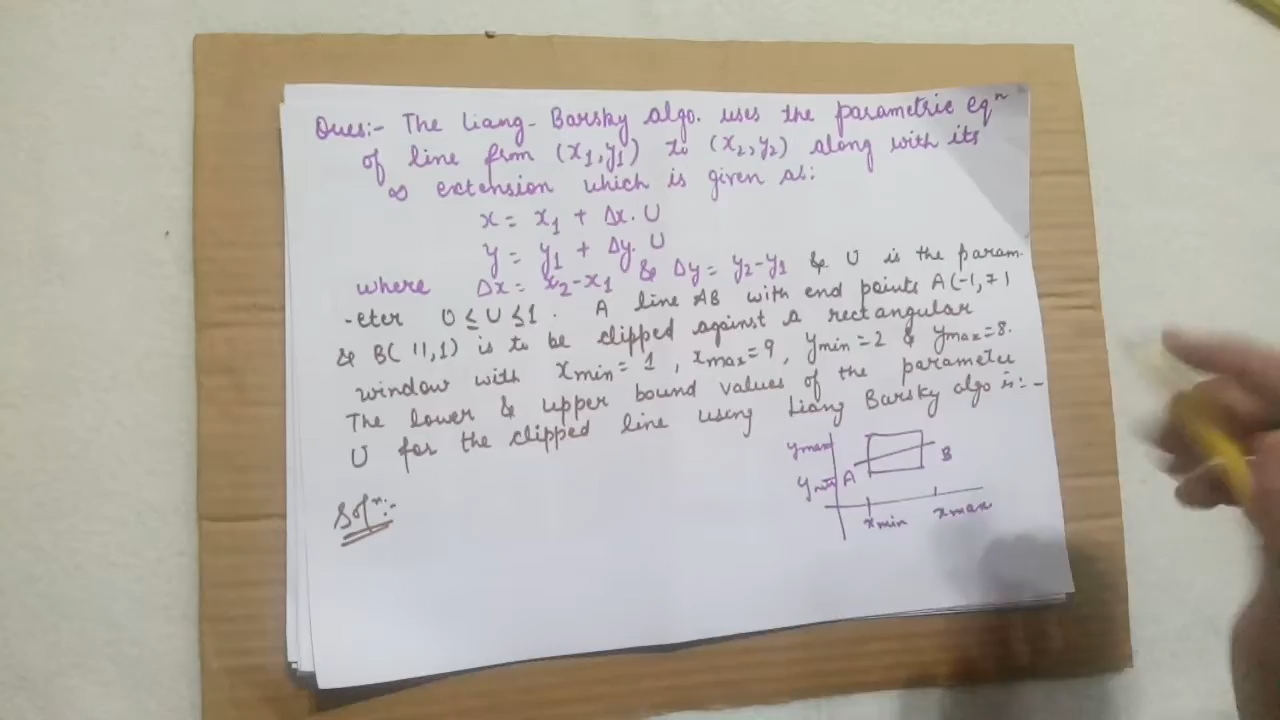 Ques:- The Liang-Barsky algo. uses the parametric eqⁿ
of line from (x₁,y₁) to (x₂,y₂) along with its
∞ extension which is given as:
x = x₁ + Δx. U
y = y₁ + Δy. U
where Δx = x₂-x₁ & Δy = y₂-y₁ & U is the param-
-eter 0 ≤ U ≤ 1. A line AB with end points A(-1,7)
& B(11,1) is to be clipped against a rectangular
window with xmin = 1, xmax = 9, ymin = 2 & ymax = 8.
The lower & upper bound values of the parameter
U for the clipped line using Liang Barsky algo is:-
ymax
B
ymin A
xmin xmax
Solⁿ:-